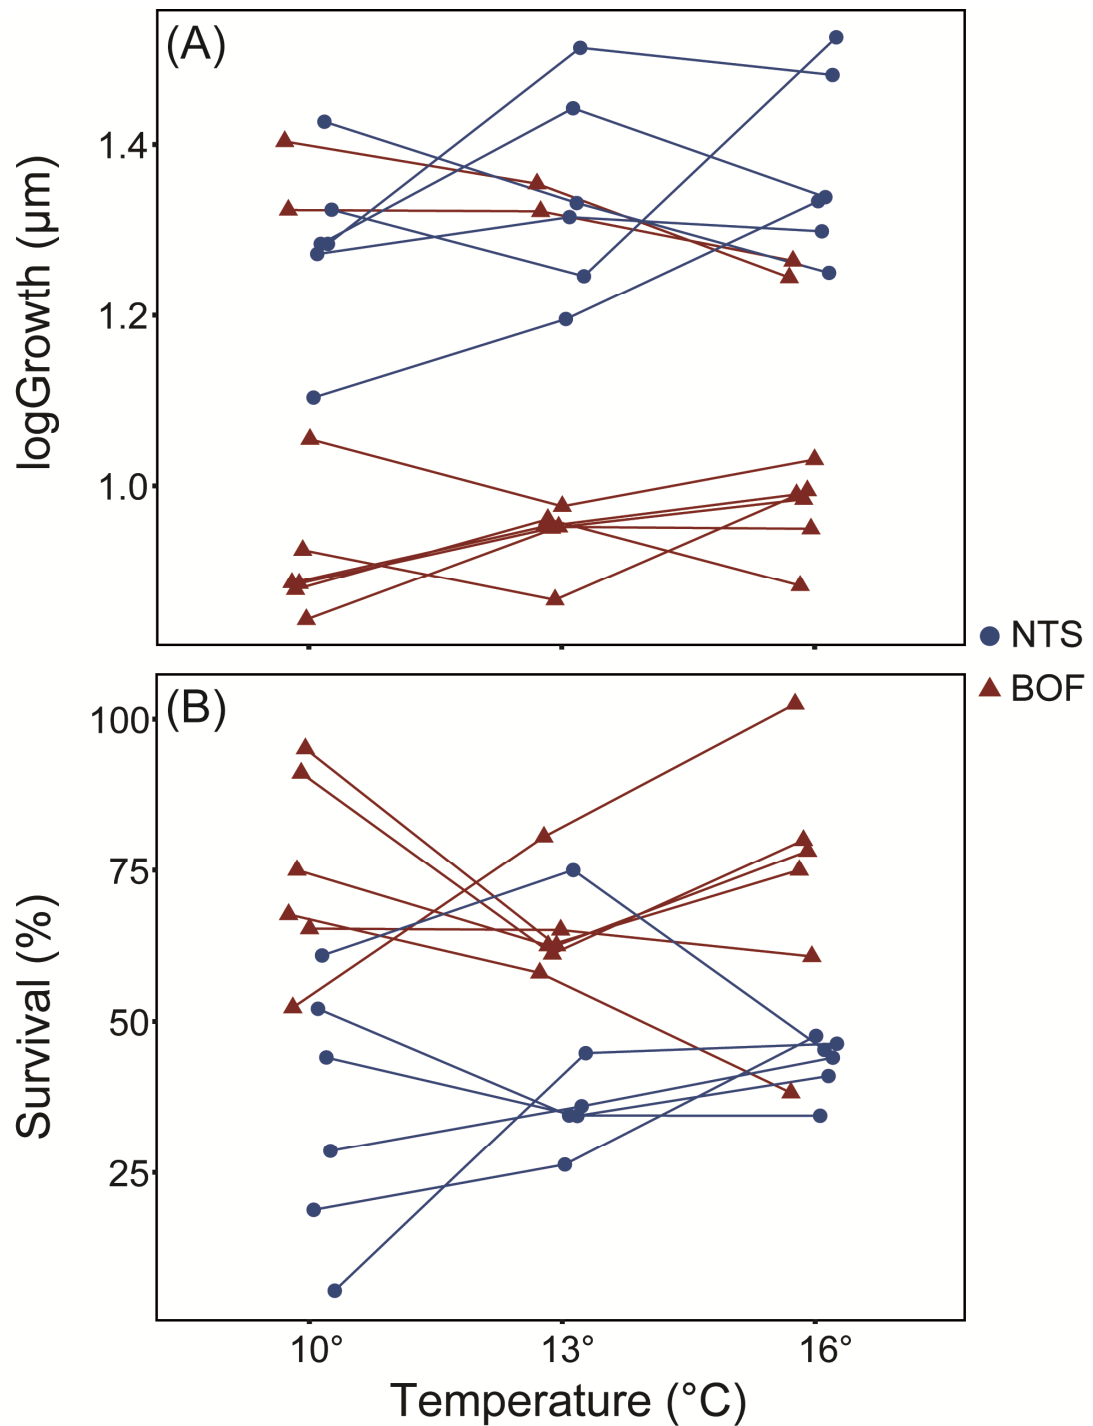 (A)
logGrowth (µm)
1.4
1.2
1.0
NTS
BOF
(B)
Survival (%)
100
75
50
25
10° 13° 16°
Temperature (°C)